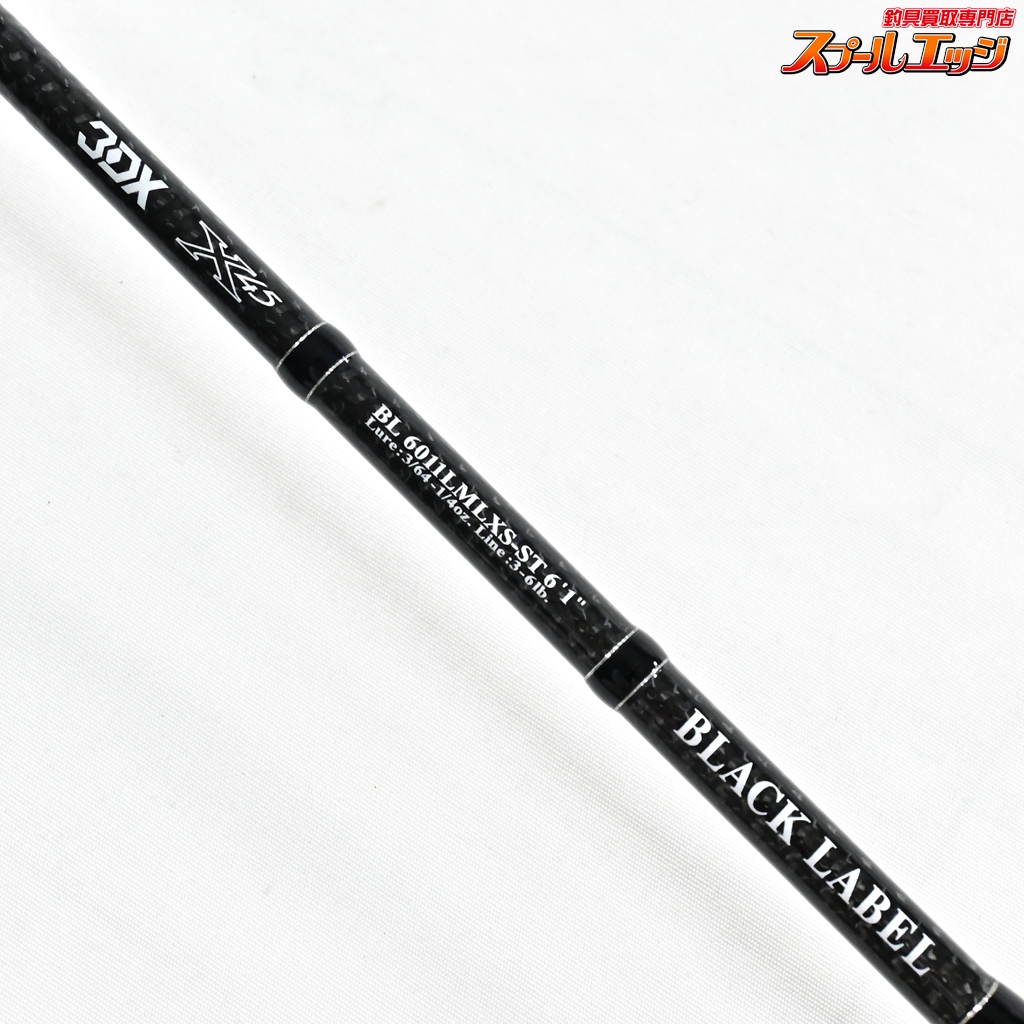 釣具買取専門店
スプールエッジ
3DX
X45
BL 6011LMLXS-ST 6'1"
Lure:3/64-1/4oz. Line:3-6lb.
BLACK LABEL